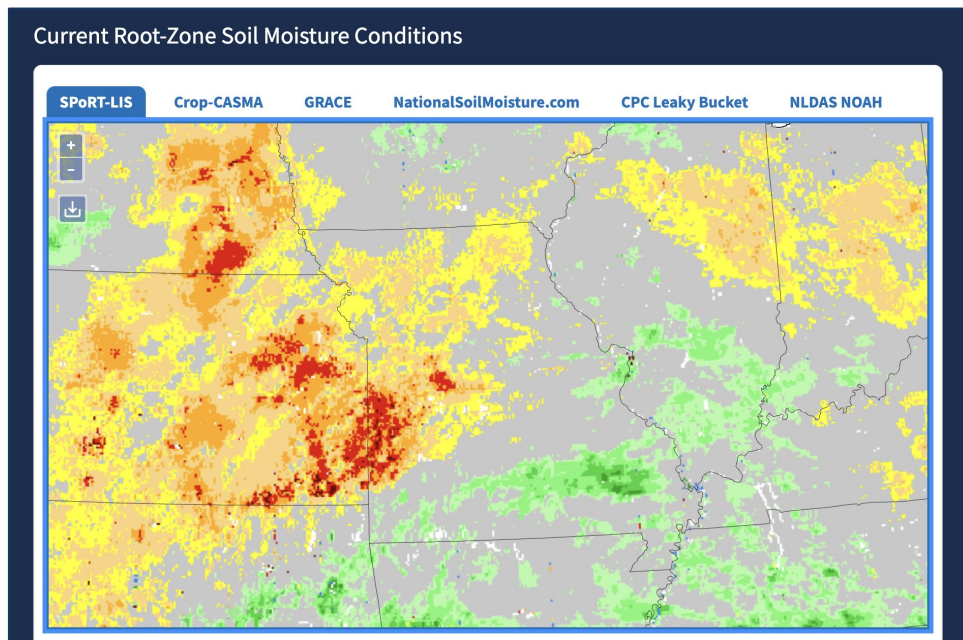 Current Root-Zone Soil Moisture Conditions
SPoRT-LIS Crop-CASMA GRACE NationalSoilMoisture.com CPC Leaky Bucket NLDAS NOAH
+
-